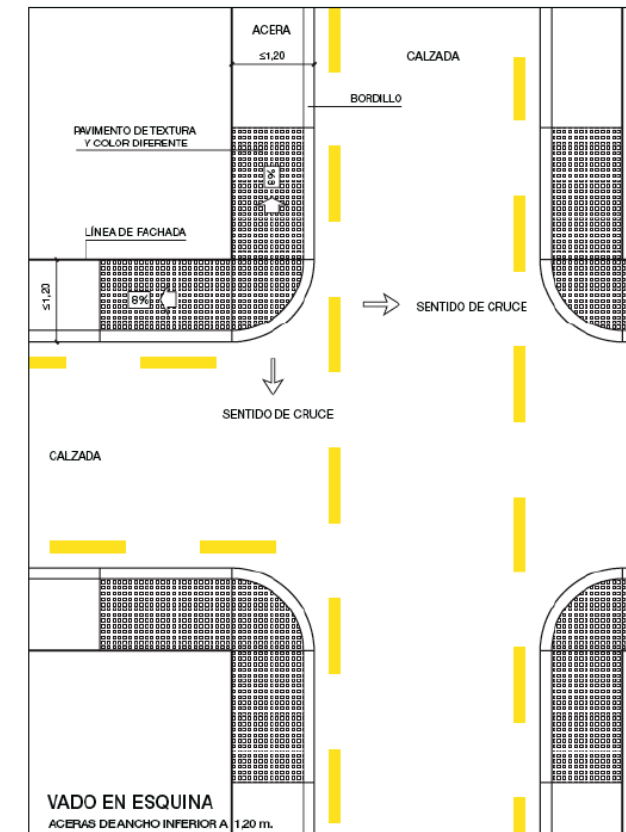 ACERA
≤1,20
CALZADA
BORDILLO
PAVIMENTO DE TEXTURA
Y COLOR DIFERENTE
8%
LÍNEA DE FACHADA
≤1,20
8%
SENTIDO DE CRUCE
SENTIDO DE CRUCE
CALZADA
VADO EN ESQUINA
ACERAS DE ANCHO INFERIOR A 1,20 m.